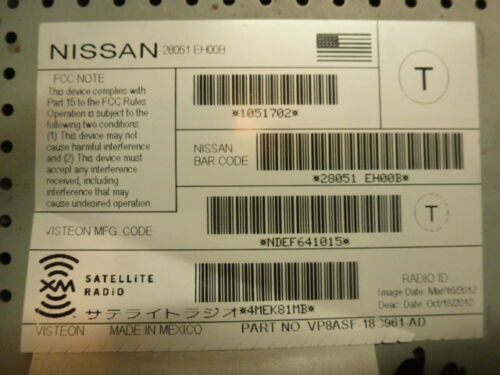 NISSAN 28051 EH00B
FCC NOTE
This device complies with
Part 15 to the FCC Rules
Operation is subject to the
following two conditions
(1) This device may not
cause harmful interference
and (2) This device must
accept any interference
received, including
interference that may
cause undesired operation
*1051702*
T
NISSAN
BAR CODE
*28051 EH00B*
VISTEON MFG. CODE
*NDEF641015*
T
XM SATELLITE
RADIO
サテライトラジオ
*4MEK81MB*
RADIO ID
Image Date: Mar/16/2012
Deac. Date: Oct/18/2012
VISTEON MADE IN MEXICO PART NO